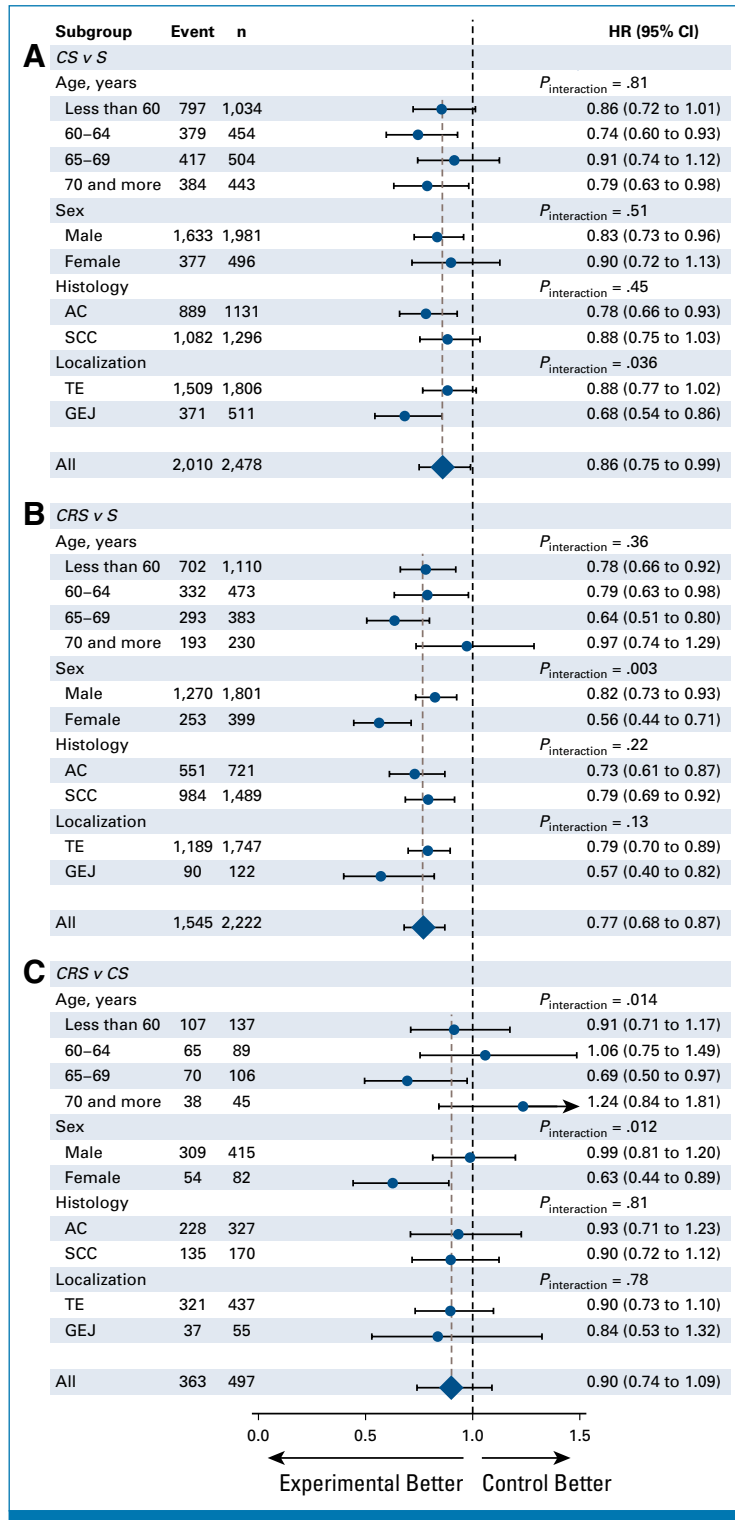 Subgroup Event n HR (95% CI)
A CS v S
Age, years Pinteraction = .81
Less than 60 797 1,034 0.86 (0.72 to 1.01)
60–64 379 454 0.74 (0.60 to 0.93)
65–69 417 504 0.91 (0.74 to 1.12)
70 and more 384 443 0.79 (0.63 to 0.98)
Sex Pinteraction = .51
Male 1,633 1,981 0.83 (0.73 to 0.96)
Female 377 496 0.90 (0.72 to 1.13)
Histology Pinteraction = .45
AC 889 1131 0.78 (0.66 to 0.93)
SCC 1,082 1,296 0.88 (0.75 to 1.03)
Localization Pinteraction = .036
TE 1,509 1,806 0.88 (0.77 to 1.02)
GEJ 371 511 0.68 (0.54 to 0.86)
All 2,010 2,478 0.86 (0.75 to 0.99)
B CRS v S
Age, years Pinteraction = .36
Less than 60 702 1,110 0.78 (0.66 to 0.92)
60–64 332 473 0.79 (0.63 to 0.98)
65–69 293 383 0.64 (0.51 to 0.80)
70 and more 193 230 0.97 (0.74 to 1.29)
Sex Pinteraction = .003
Male 1,270 1,801 0.82 (0.73 to 0.93)
Female 253 399 0.56 (0.44 to 0.71)
Histology Pinteraction = .22
AC 551 721 0.73 (0.61 to 0.87)
SCC 984 1,489 0.79 (0.69 to 0.92)
Localization Pinteraction = .13
TE 1,189 1,747 0.79 (0.70 to 0.89)
GEJ 90 122 0.57 (0.40 to 0.82)
All 1,545 2,222 0.77 (0.68 to 0.87)
C CRS v CS
Age, years Pinteraction = .014
Less than 60 107 137 0.91 (0.71 to 1.17)
60–64 65 89 1.06 (0.75 to 1.49)
65–69 70 106 0.69 (0.50 to 0.97)
70 and more 38 45 1.24 (0.84 to 1.81)
Sex Pinteraction = .012
Male 309 415 0.99 (0.81 to 1.20)
Female 54 82 0.63 (0.44 to 0.89)
Histology Pinteraction = .81
AC 228 327 0.93 (0.71 to 1.23)
SCC 135 170 0.90 (0.72 to 1.12)
Localization Pinteraction = .78
TE 321 437 0.90 (0.73 to 1.10)
GEJ 37 55 0.84 (0.53 to 1.32)
All 363 497 0.90 (0.74 to 1.09)
0.0 0.5 1.0 1.5
Experimental Better Control Better